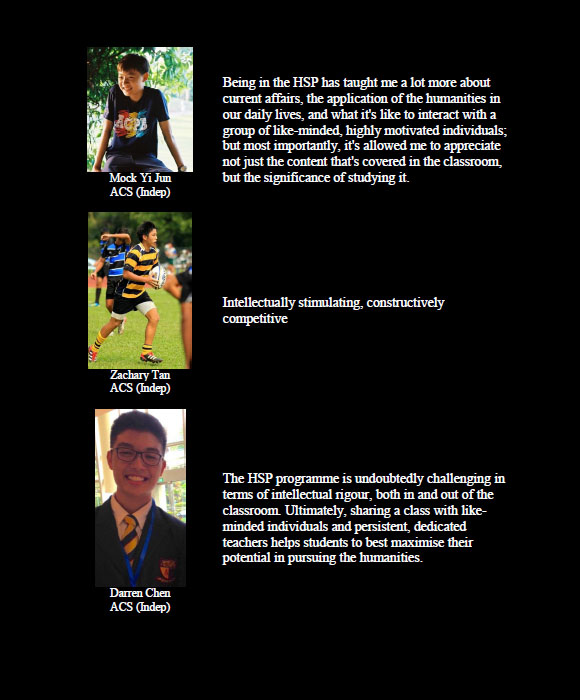 Being in the HSP has taught me a lot more about
current affairs, the application of the humanities in
our daily lives, and what it's like to interact with a
group of like-minded, highly motivated individuals;
but most importantly, it's allowed me to appreciate
not just the content that's covered in the classroom,
but the significance of studying it.
Mock Yi Jun
ACS (Indep)
Intellectually stimulating, constructively
competitive
Zachary Tan
ACS (Indep)
The HSP programme is undoubtedly challenging in
terms of intellectual rigour, both in and out of the
classroom. Ultimately, sharing a class with like-
minded individuals and persistent, dedicated
teachers helps students to best maximise their
potential in pursuing the humanities.
Darren Chen
ACS (Indep)